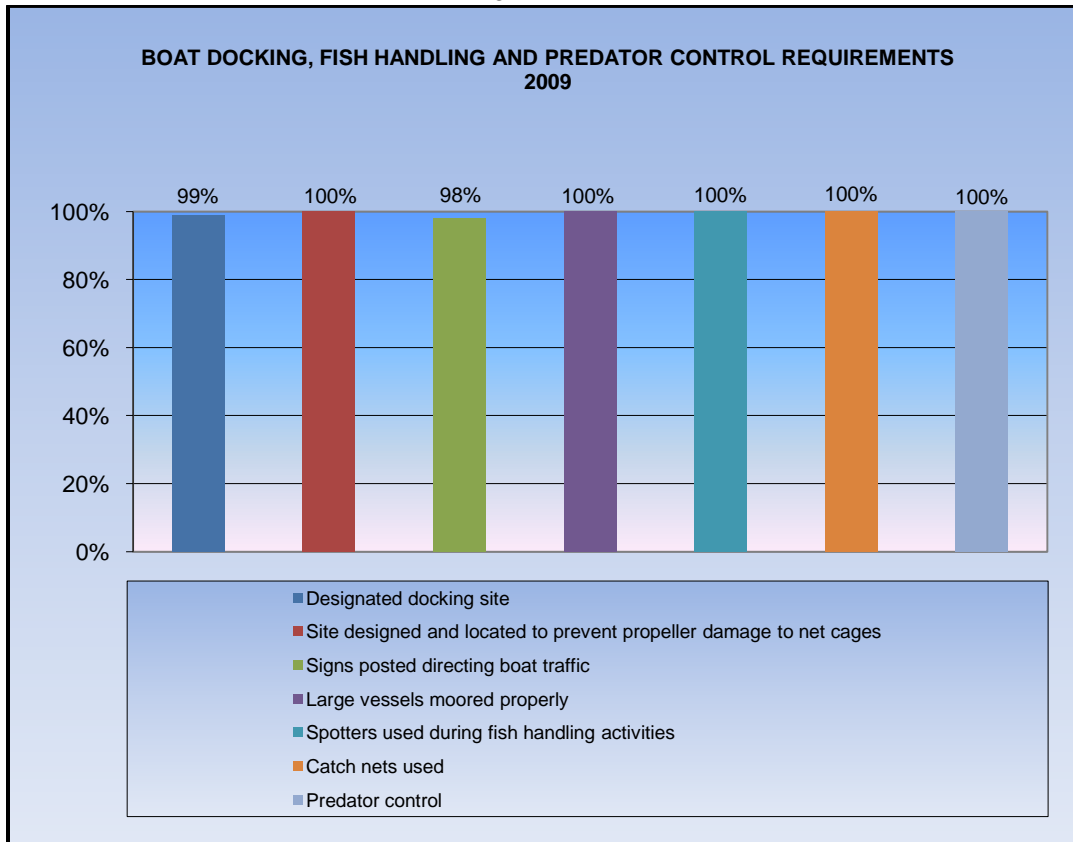 BOAT DOCKING, FISH HANDLING AND PREDATOR CONTROL REQUIREMENTS
2009
99% 100% 98% 100% 100% 100% 100%
100%
80%
60%
40%
20%
0%
Designated docking site
Site designed and located to prevent propeller damage to net cages
Signs posted directing boat traffic
Large vessels moored properly
Spotters used during fish handling activities
Catch nets used
Predator control